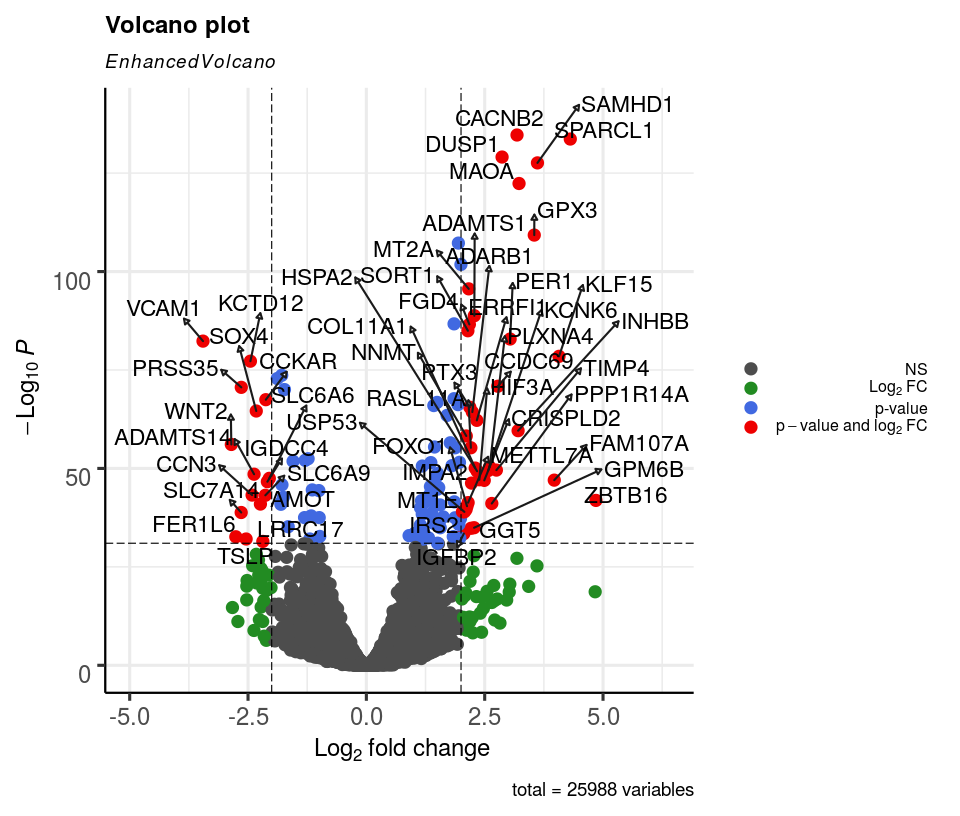 Volcano plot
EnhancedVolcano
SAMHD1
CACNB2
SPARCL1
DUSP1
MAOA
GPX3
ADAMTS1
MT2A
ADARB1
HSPA2
SORT1
PER1
KLF15
FGD4
ERRFI1
KCNK6
VCAM1
KCTD12
INHBB
COL11A1
PLXNA4
SOX4
NNMT
CCDC69
CCKAR
PRSS35
PTX3
TIMP4
SLC6A6
RASL11A
HIF3A
PPP1R14A
WNT2
USP53
CRISPLD2
ADAMTS14
IGDCC4
FOXO1
METTL7A
FAM107A
CCN3
SLC6A9
IMPA2
GPM6B
SLC7A14
AMOT
MT1E
ZBTB16
FER1L6
LRRC17
IRS2
GGT5
TSLP
IGFBP2
−Log10 P
100
50
0
-5.0 -2.5 0.0 2.5 5.0
Log2 fold change
NS
Log2 FC
p-value
p − value and log2 FC
total = 25988 variables